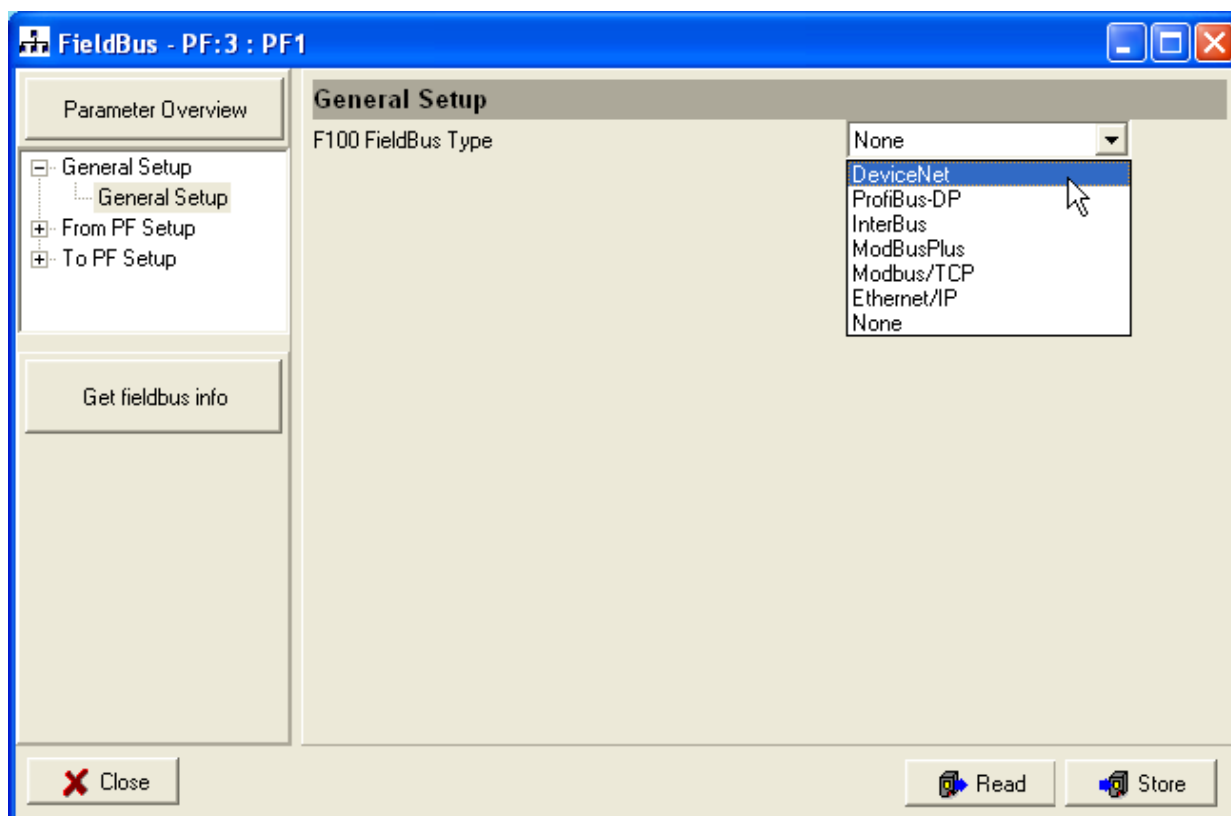 FieldBus - PF:3 : PF1
Parameter Overview
General Setup
General Setup
From PF Setup
To PF Setup
Get fieldbus info
General Setup
F100 FieldBus Type
None
DeviceNet
ProfiBus-DP
InterBus
ModBusPlus
Modbus/TCP
Ethernet/IP
None
Close
Read
Store